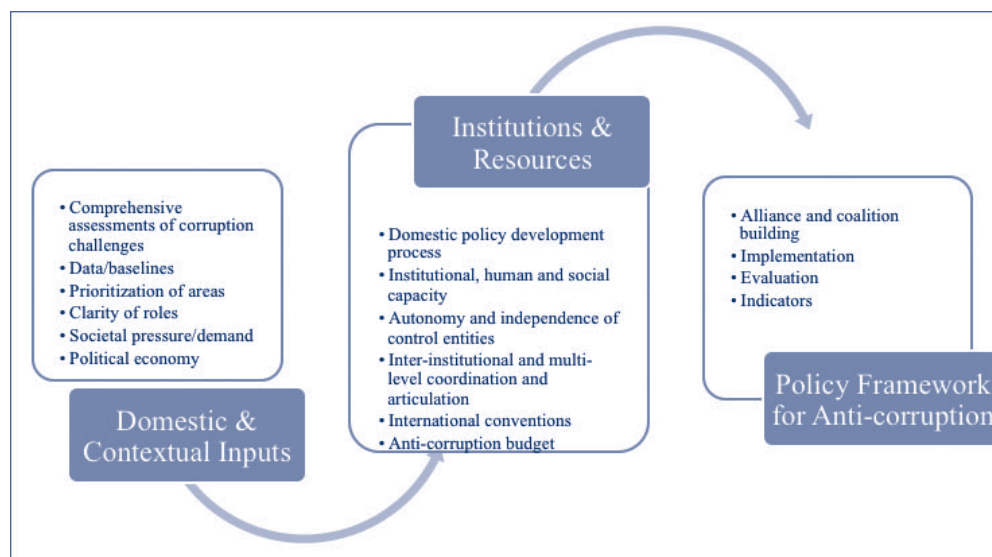 • Comprehensive
assessments of corruption
challenges
• Data/baselines
• Prioritization of areas
• Clarity of roles
• Societal pressure/demand
• Political economy
Domestic &
Contextual Inputs
Institutions &
Resources
• Domestic policy development
process
• Institutional, human and social
capacity
• Autonomy and independence of
control entities
• Inter-institutional and multi-
level coordination and
articulation
• International conventions
• Anti-corruption budget
• Alliance and coalition
building
• Implementation
• Evaluation
• Indicators
Policy Framework
for Anti-corruption